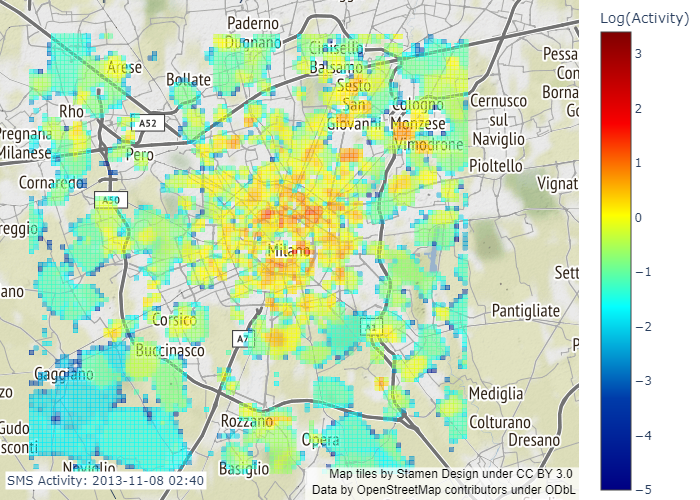 Log(Activity)
3
2
1
0
−1
−2
−3
−4
−5
Paderno
Dugnano
Cinisello
Balsamo
Arese
Bollate
Sesto
San
Giovanni
Rho
Cologno
Monzese
Cernusco
sul
Naviglio
Pessa
Con
Borna
Go
A52
Pregnana
Milanese
Pero
Vimodrone
Pioltello
Cornaredo
Vignat
A50
reggio
Milano
Sett
ano
Pantigliate
Corsico
A1
A7
P
Buccinasco
Gaggiano
zo
Mediglia
Gudo
sconti
Rozzano
Colturano
Opera
Dresano
Naviglio
Basiglio
SMS Activity: 2013-11-08 02:40
Map tiles by Stamen Design under CC BY 3.0
Data by OpenStreetMap contributors under ODbL